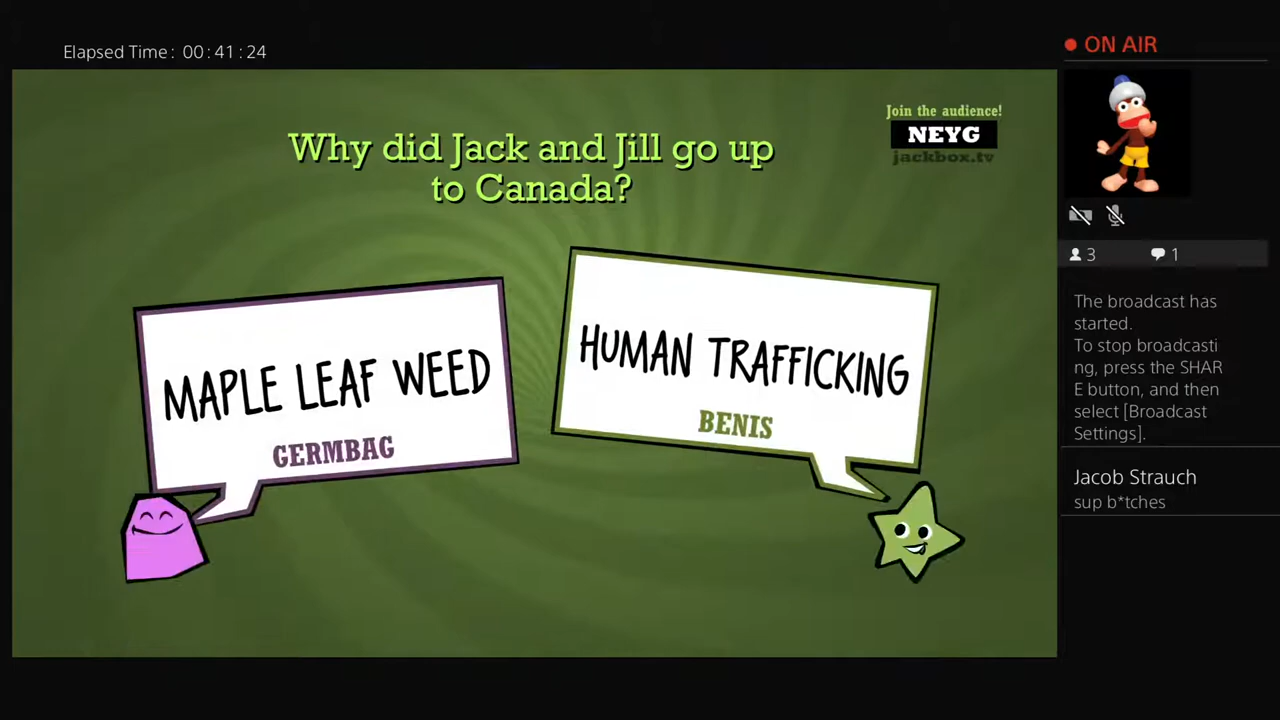 Elapsed Time: 00:41:24
ON AIR
Join the audience!
NEYG
jackbox.tv
Why did Jack and Jill go up
to Canada?
MAPLE LEAF WEED
GERMBAG
HUMAN TRAFFICKING
BENIS
3
1
The broadcast has
started.
To stop broadcasti
ng, press the SHAR
E button, and then
select [Broadcast
Settings].
Jacob Strauch
sup b*tches